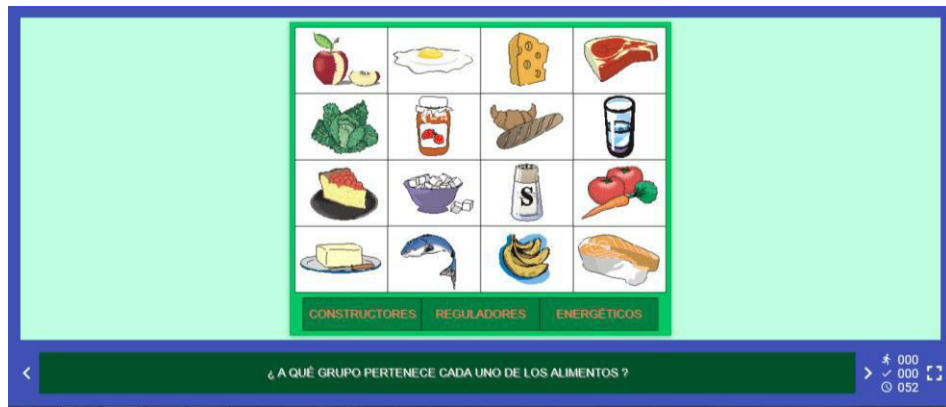 S
CONSTRUCTORES REGULADORES ENERGÉTICOS
¿ A QUÉ GRUPO PERTENECE CADA UNO DE LOS ALIMENTOS ?
000
000
052